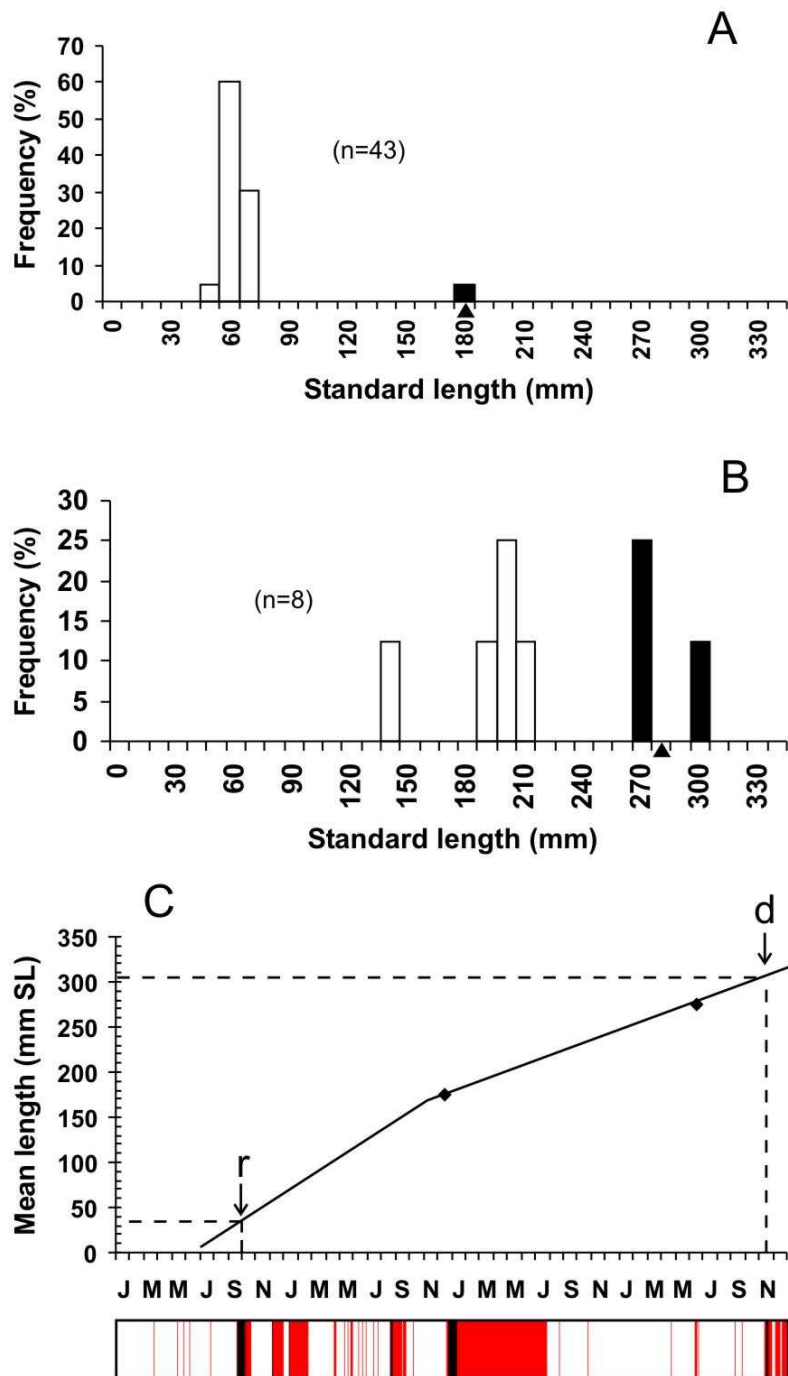 A
Frequency (%)
70
60
50
40
30
20
10
0
(n=43)
0 30 60 90 120 150 180 210 240 270 300 330
Standard length (mm)
B
Frequency (%)
30
25
20
15
10
5
0
(n=8)
0 30 60 90 120 150 180 210 240 270 300 330
Standard length (mm)
C
d
Mean length (mm SL)
350
300
250
200
150
100
50
0
r
J M M J S N J M M J S N J M M J S N J M M J S N